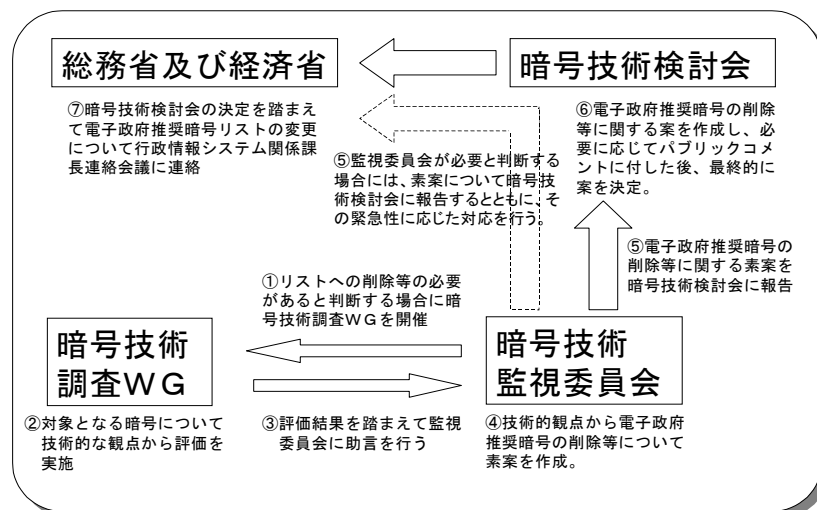 総務省及び経済省
暗号技術検討会
⑦暗号技術検討会の決定を踏まえ
て電子政府推奨暗号リストの変更
について行政情報システム関係課
長連絡会議に連絡
⑥電子政府推奨暗号の削除
等に関する案を作成し、必
要に応じてパブリックコメ
ントに付した後、最終的に
案を決定。
⑤監視委員会が必要と判断する
場合には、素案について暗号技
術検討会に報告するとともに、そ
の緊急性に応じた対応を行う。
⑤電子政府推奨暗号の
削除等に関する素案を
暗号技術検討会に報告
①リストへの削除等の必要
があると判断する場合に暗
号技術調査WGを開催
暗号技術
調査WG
暗号技術
監視委員会
②対象となる暗号について
技術的な観点から評価を
実施
③評価結果を踏まえて監視
委員会に助言を行う
④技術的観点から電子政府
推奨暗号の削除等について
素案を作成。